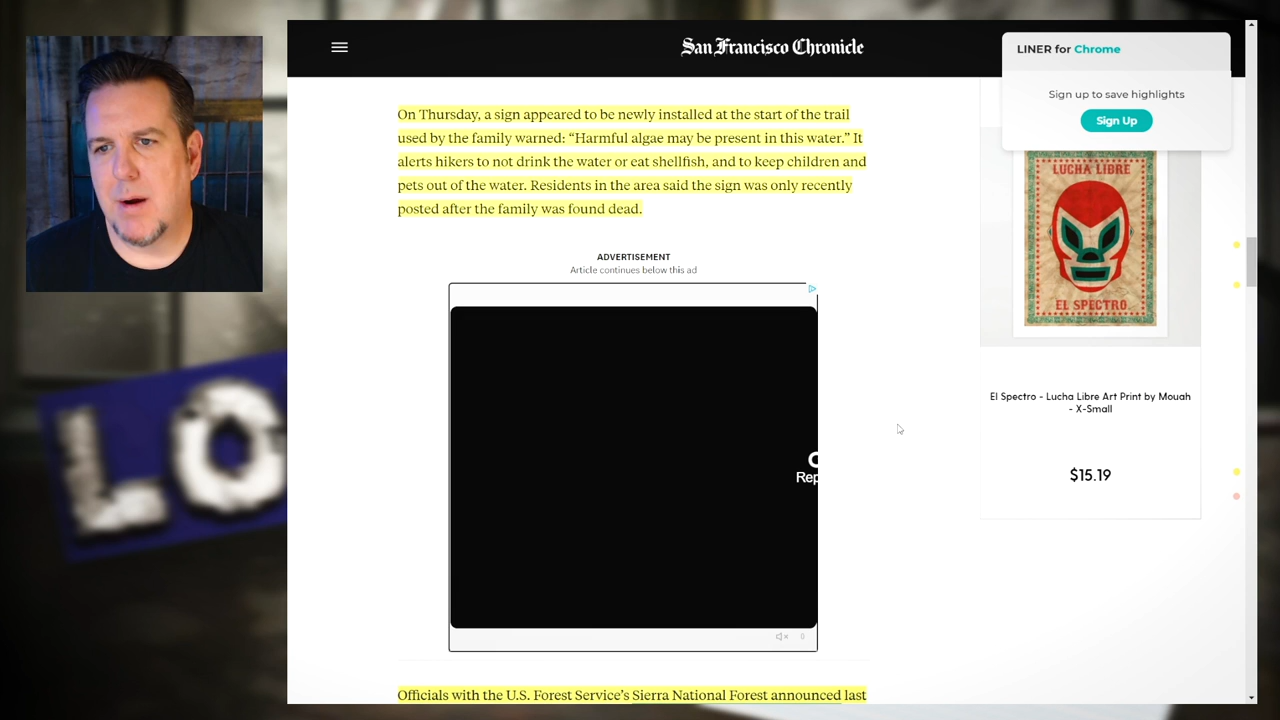 San Francisco Chronicle
LINER for Chrome
Sign up to save highlights
Sign Up
On Thursday, a sign appeared to be newly installed at the start of the trail
used by the family warned: “Harmful algae may be present in this water.” It
alerts hikers to not drink the water or eat shellfish, and to keep children and
pets out of the water. Residents in the area said the sign was only recently
posted after the family was found dead.
ADVERTISEMENT
Article continues below this ad
Rep
0
LUCHA LIBRE
EL SPECTRO
El Spectro - Lucha Libre Art Print by Mouah
- X-Small
$15.19
Officials with the U.S. Forest Service’s Sierra National Forest announced last
LO